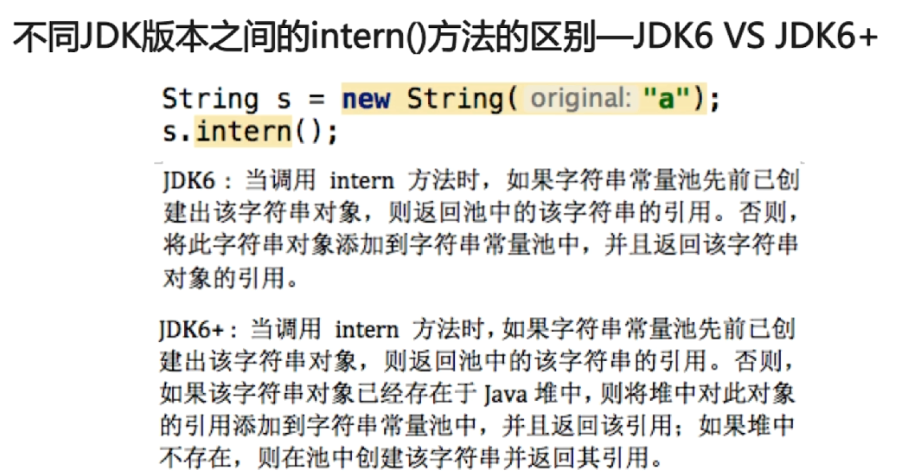 不同JDK版本之间的intern()方法的区别—JDK6 VS JDK6+
String s = new String( original: "a");
s.intern();
JDK6：当调用 intern 方法时，如果字符串常量池先前已创
建出该字符串对象，则返回池中的该字符串的引用。否则，
将此字符串对象添加到字符串常量池中，并且返回该字符串
对象的引用。
JDK6+：当调用 intern 方法时，如果字符串常量池先前已创
建出该字符串对象，则返回池中的该字符串的引用。否则，
如果该字符串对象已经存在于 Java 堆中，则将堆中对此对象
的引用添加到字符串常量池中，并且返回该引用；如果堆中
不存在，则在池中创建该字符串并返回其引用。